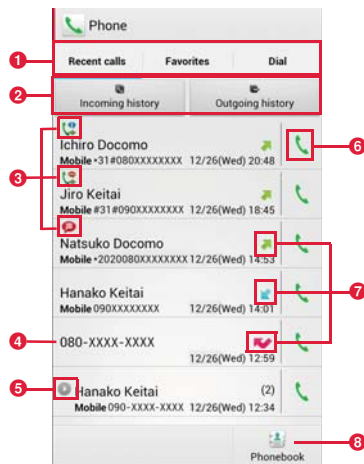 Phone
1 Recent calls Favorites Dial
2 Incoming history Outgoing history
Ichiro Docomo 6
Mobile *31#080XXXXXXXX 12/26(Wed) 20:48
3
Jiro Keitai
Mobile #31#090XXXXXXXX 12/26(Wed) 18:45
Natsuko Docomo
Mobile *2020080XXXXXXXX 12/26(Wed) 14:53
Hanako Keitai 7
Mobile 090XXXXXXXX 12/26(Wed) 14:01
4 080-XXXX-XXXX
12/26(Wed) 12:59
5 Hanako Keitai (2)
Mobile 090-XXXX-XXXX 12/26(Wed) 12:34
8
Phonebook